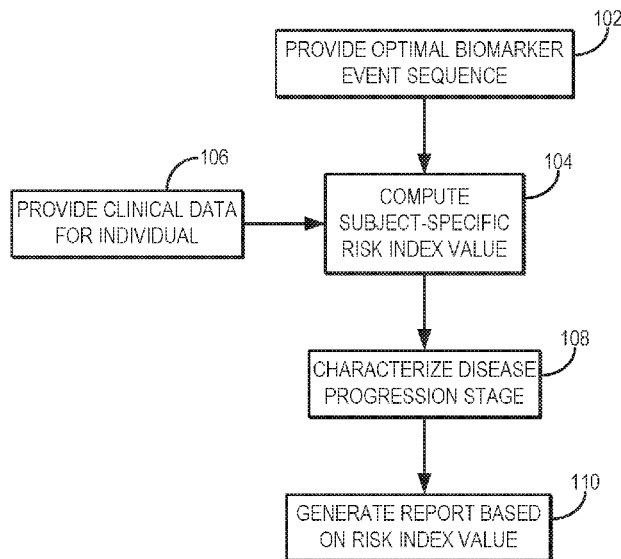 102
PROVIDE OPTIMAL BIOMARKER
EVENT SEQUENCE
106
PROVIDE CLINICAL DATA
FOR INDIVIDUAL
104
COMPUTE
SUBJECT-SPECIFIC
RISK INDEX VALUE
108
CHARACTERIZE DISEASE
PROGRESSION STAGE
110
GENERATE REPORT BASED
ON RISK INDEX VALUE